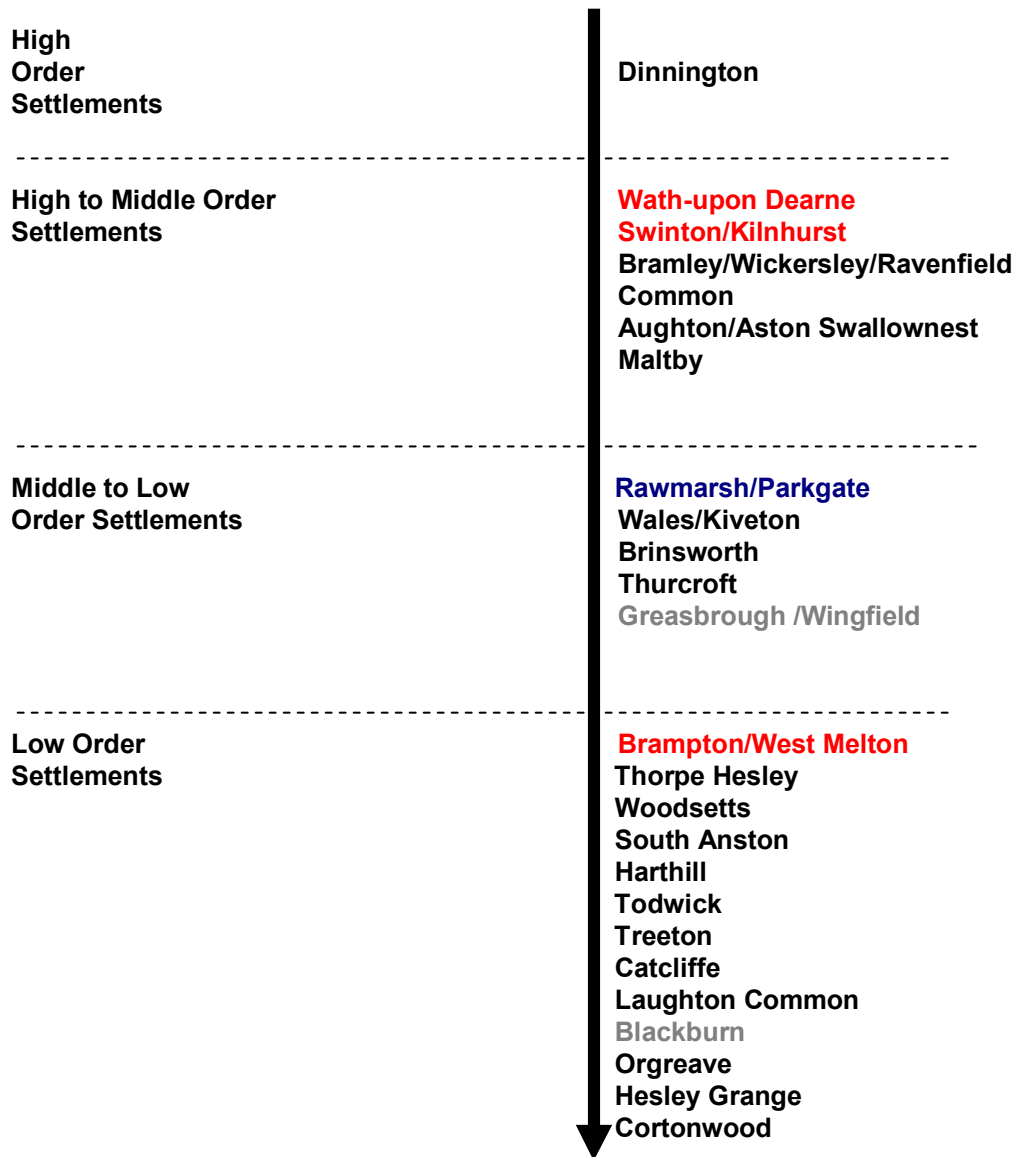 High
Order
Settlements
Dinnington
High to Middle Order
Settlements
Wath-upon Dearne
Swinton/Kilnhurst
Bramley/Wickersley/Ravenfield
Common
Aughton/Aston Swallownest
Maltby
Middle to Low
Order Settlements
Rawmarsh/Parkgate
Wales/Kiveton
Brinsworth
Thurcroft
Greasbrough /Wingfield
Low Order
Settlements
Brampton/West Melton
Thorpe Hesley
Woodsetts
South Anston
Harthill
Todwick
Treeton
Catcliffe
Laughton Common
Blackburn
Orgreave
Hesley Grange
Cortonwood